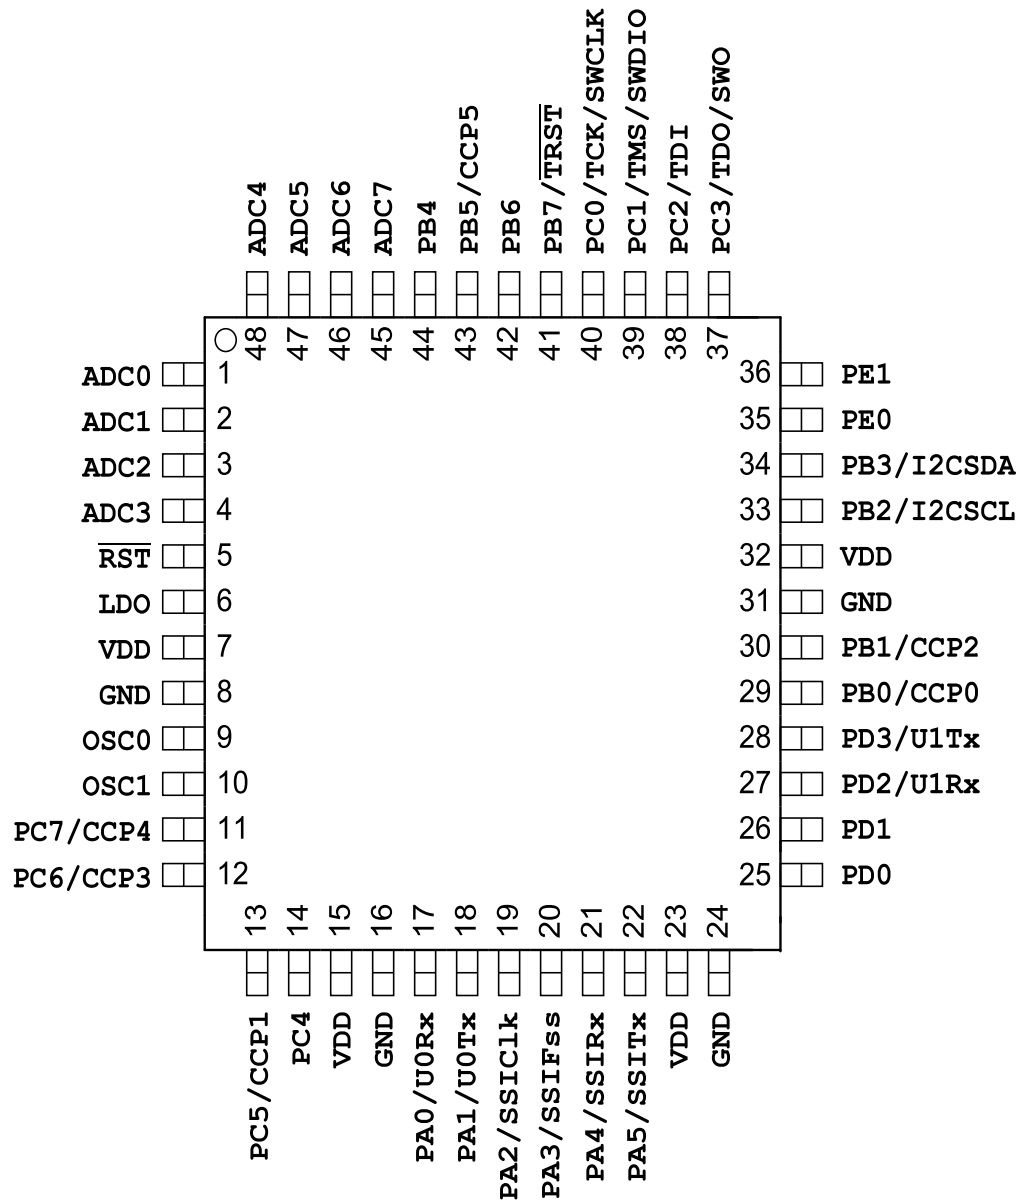 ADC4
ADC5
ADC6
ADC7
PB4
PB5/CCP5
PB6
PB7/TRST
PC0/TCK/SWCLK
PC1/TMS/SWDIO
PC2/TDI
PC3/TDO/SWO
48
47
46
45
44
43
42
41
40
39
38
37
ADC0 1
ADC1 2
ADC2 3
ADC3 4
RST 5
LDO 6
VDD 7
GND 8
OSC0 9
OSC1 10
PC7/CCP4 11
PC6/CCP3 12
36 PE1
35 PE0
34 PB3/I2CSDA
33 PB2/I2CSCL
32 VDD
31 GND
30 PB1/CCP2
29 PB0/CCP0
28 PD3/U1Tx
27 PD2/U1Rx
26 PD1
25 PD0
13
14
15
16
17
18
19
20
21
22
23
24
PC5/CCP1
PC4
VDD
GND
PA0/U0Rx
PA1/U0Tx
PA2/SSIClk
PA3/SSIFss
PA4/SSIRx
PA5/SSITx
VDD
GND